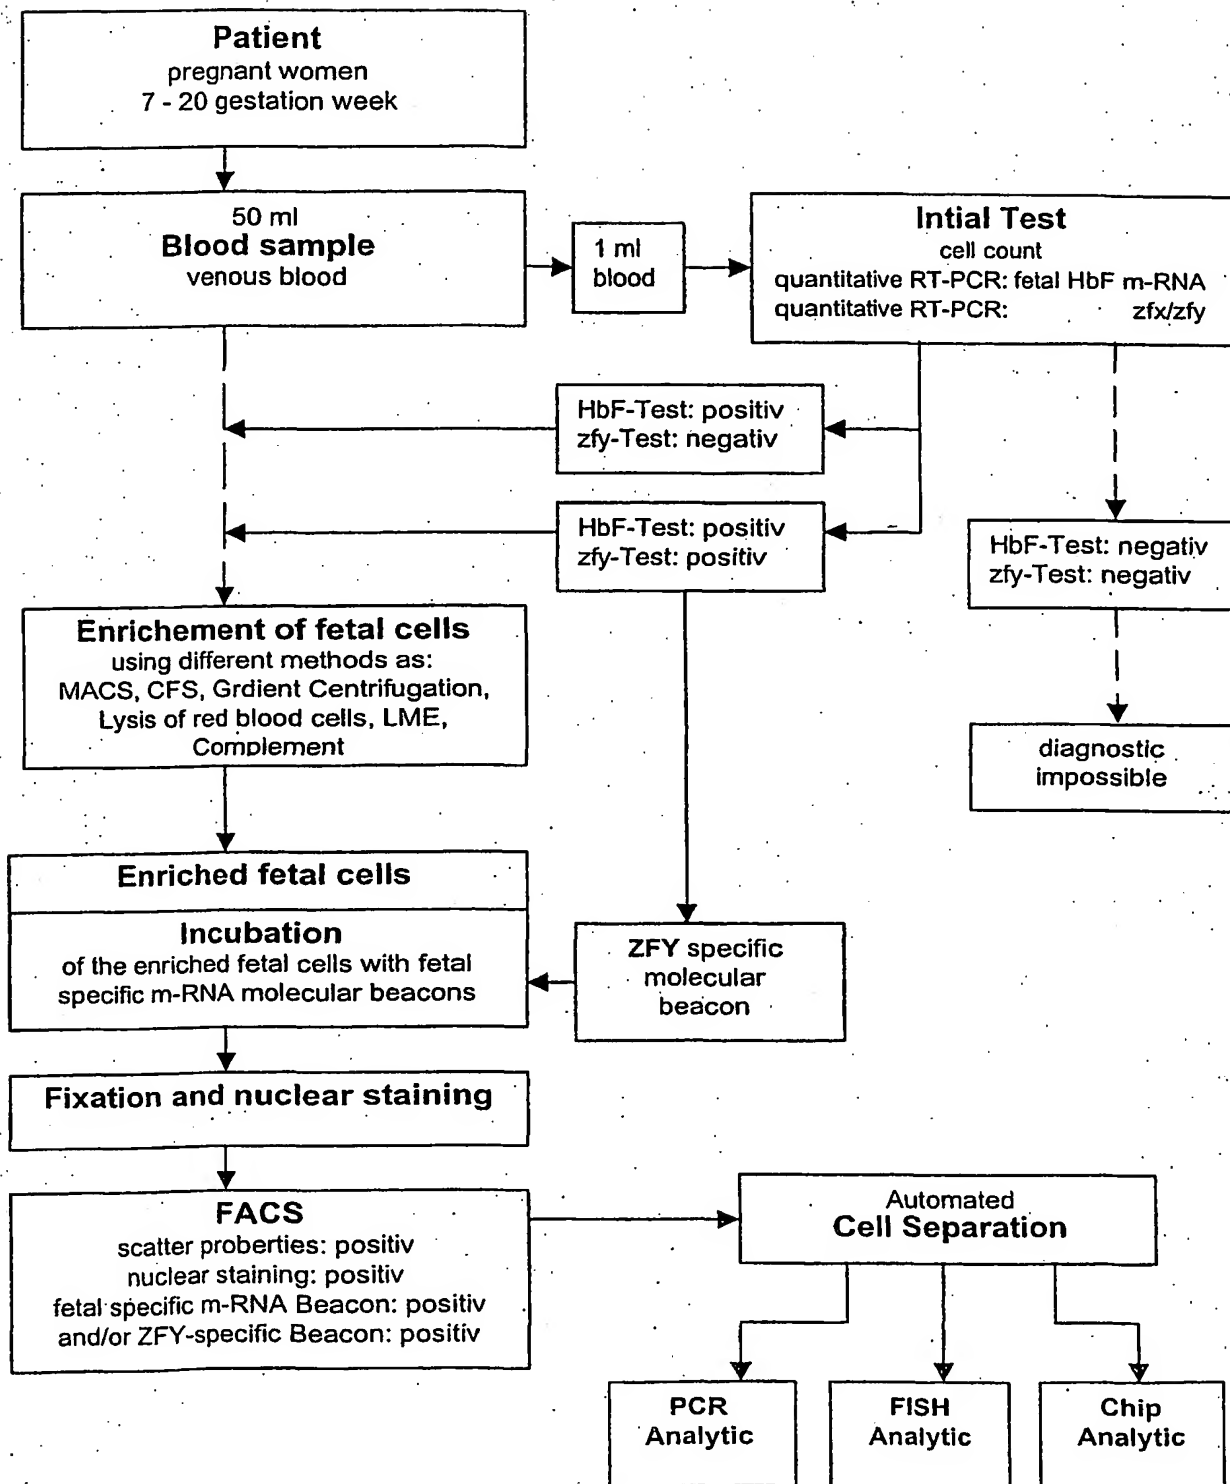 Patient
pregnant women
7 - 20 gestation week
50 ml
Blood sample
venous blood
1 ml
blood
Intial Test
cell count
quantitative RT-PCR: fetal HbF m-RNA
quantitative RT-PCR: zfx/zfy
HbF-Test: positiv
zfy-Test: negativ
HbF-Test: positiv
zfy-Test: positiv
HbF-Test: negativ
zfy-Test: negativ
Enrichement of fetal cells
using different methods as:
MACS, CFS, Grdient Centrifugation,
Lysis of red blood cells, LME,
Complement
diagnostic
impossible
Enriched fetal cells
Incubation
of the enriched fetal cells with fetal
specific m-RNA molecular beacons
ZFY specific
molecular
beacon
Fixation and nuclear staining
FACS
scatter proberties: positiv
nuclear staining: positiv
fetal specific m-RNA Beacon: positiv
and/or ZFY-specific Beacon: positiv
Automated
Cell Separation
PCR
Analytic
FISH
Analytic
Chip
Analytic